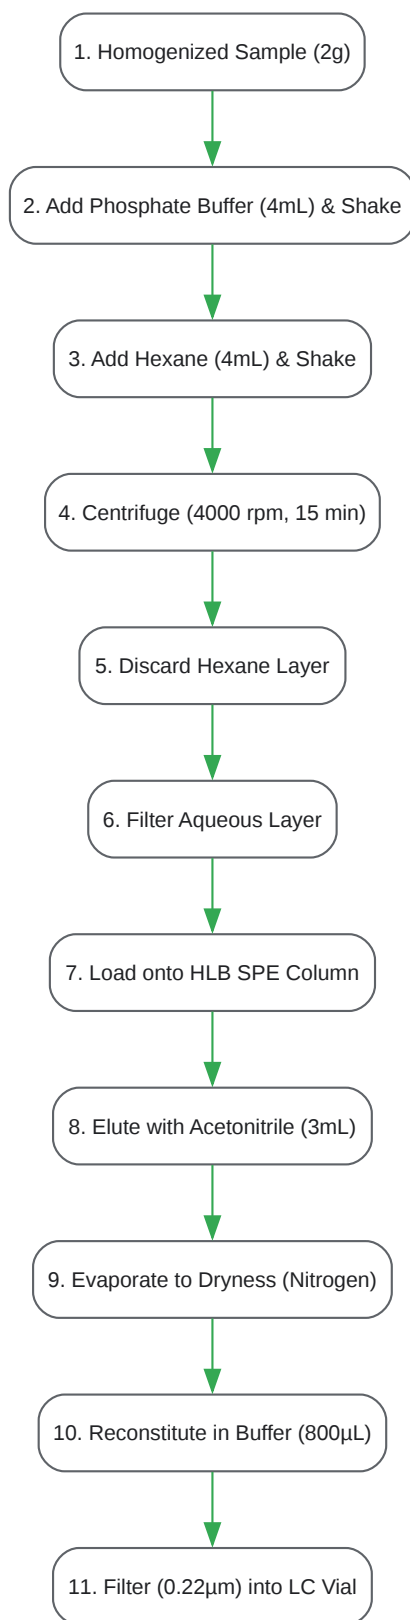 1. Homogenized Sample (2g)
2. Add Phosphate Buffer (4mL) & Shake
3. Add Hexane (4mL) & Shake
4. Centrifuge (4000 rpm, 15 min)
5. Discard Hexane Layer
6. Filter Aqueous Layer
7. Load onto HLB SPE Column
8. Elute with Acetonitrile (3mL)
9. Evaporate to Dryness (Nitrogen)
10. Reconstitute in Buffer (800µL)
11. Filter (0.22µm) into LC Vial